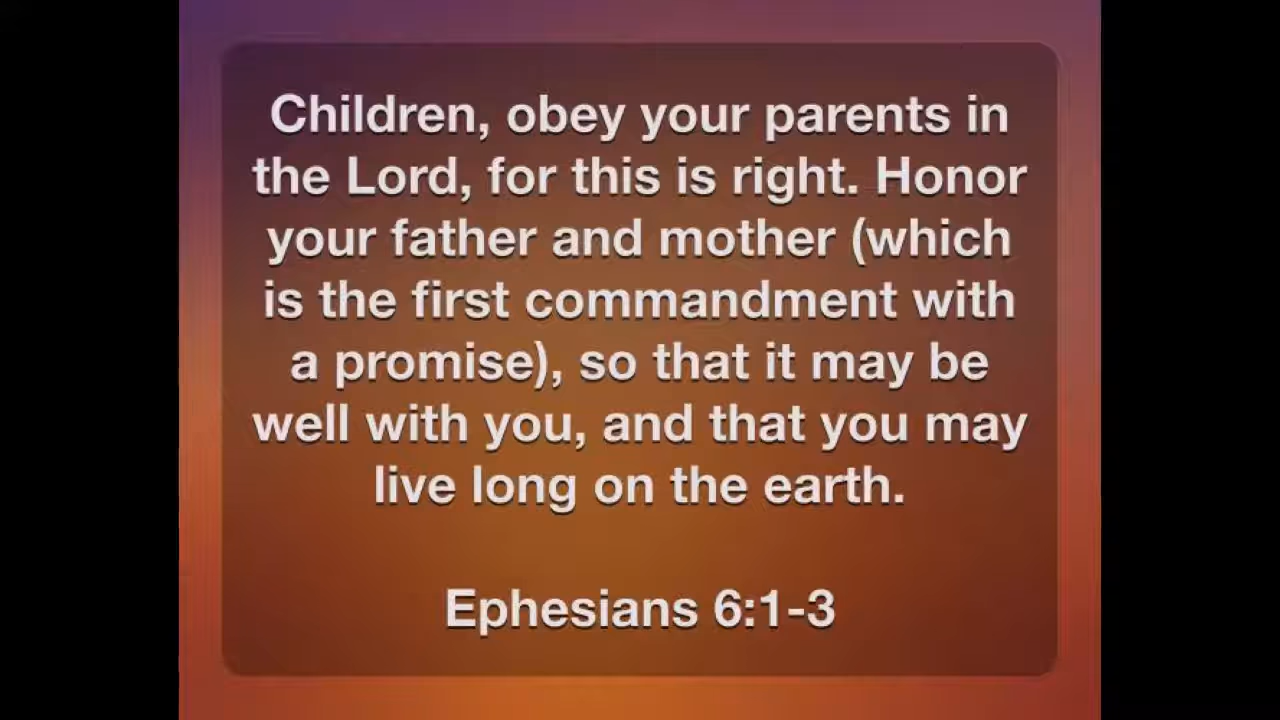 Children, obey your parents in
the Lord, for this is right. Honor
your father and mother (which
is the first commandment with
a promise), so that it may be
well with you, and that you may
live long on the earth.
Ephesians 6:1-3